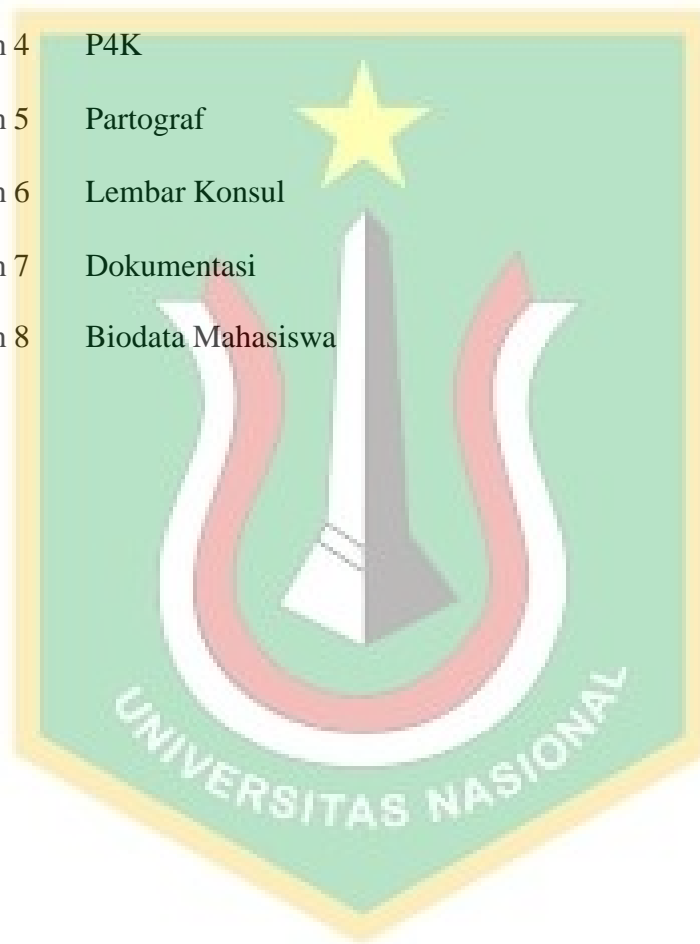 n 4 P4K
n 5 Partograf
n 6 Lembar Konsul
n 7 Dokumentasi
n 8 Biodata Mahasiswa
UNIVERSITAS NASIONAL